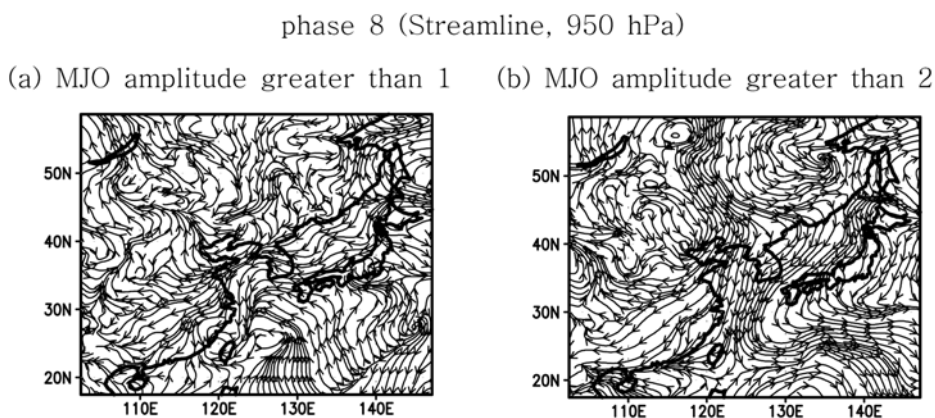 phase 8 (Streamline, 950 hPa)
(a) MJO amplitude greater than 1 (b) MJO amplitude greater than 2
50N
40N
30N
20N
110E 120E 130E 140E
50N
40N
30N
20N
110E 120E 130E 140E